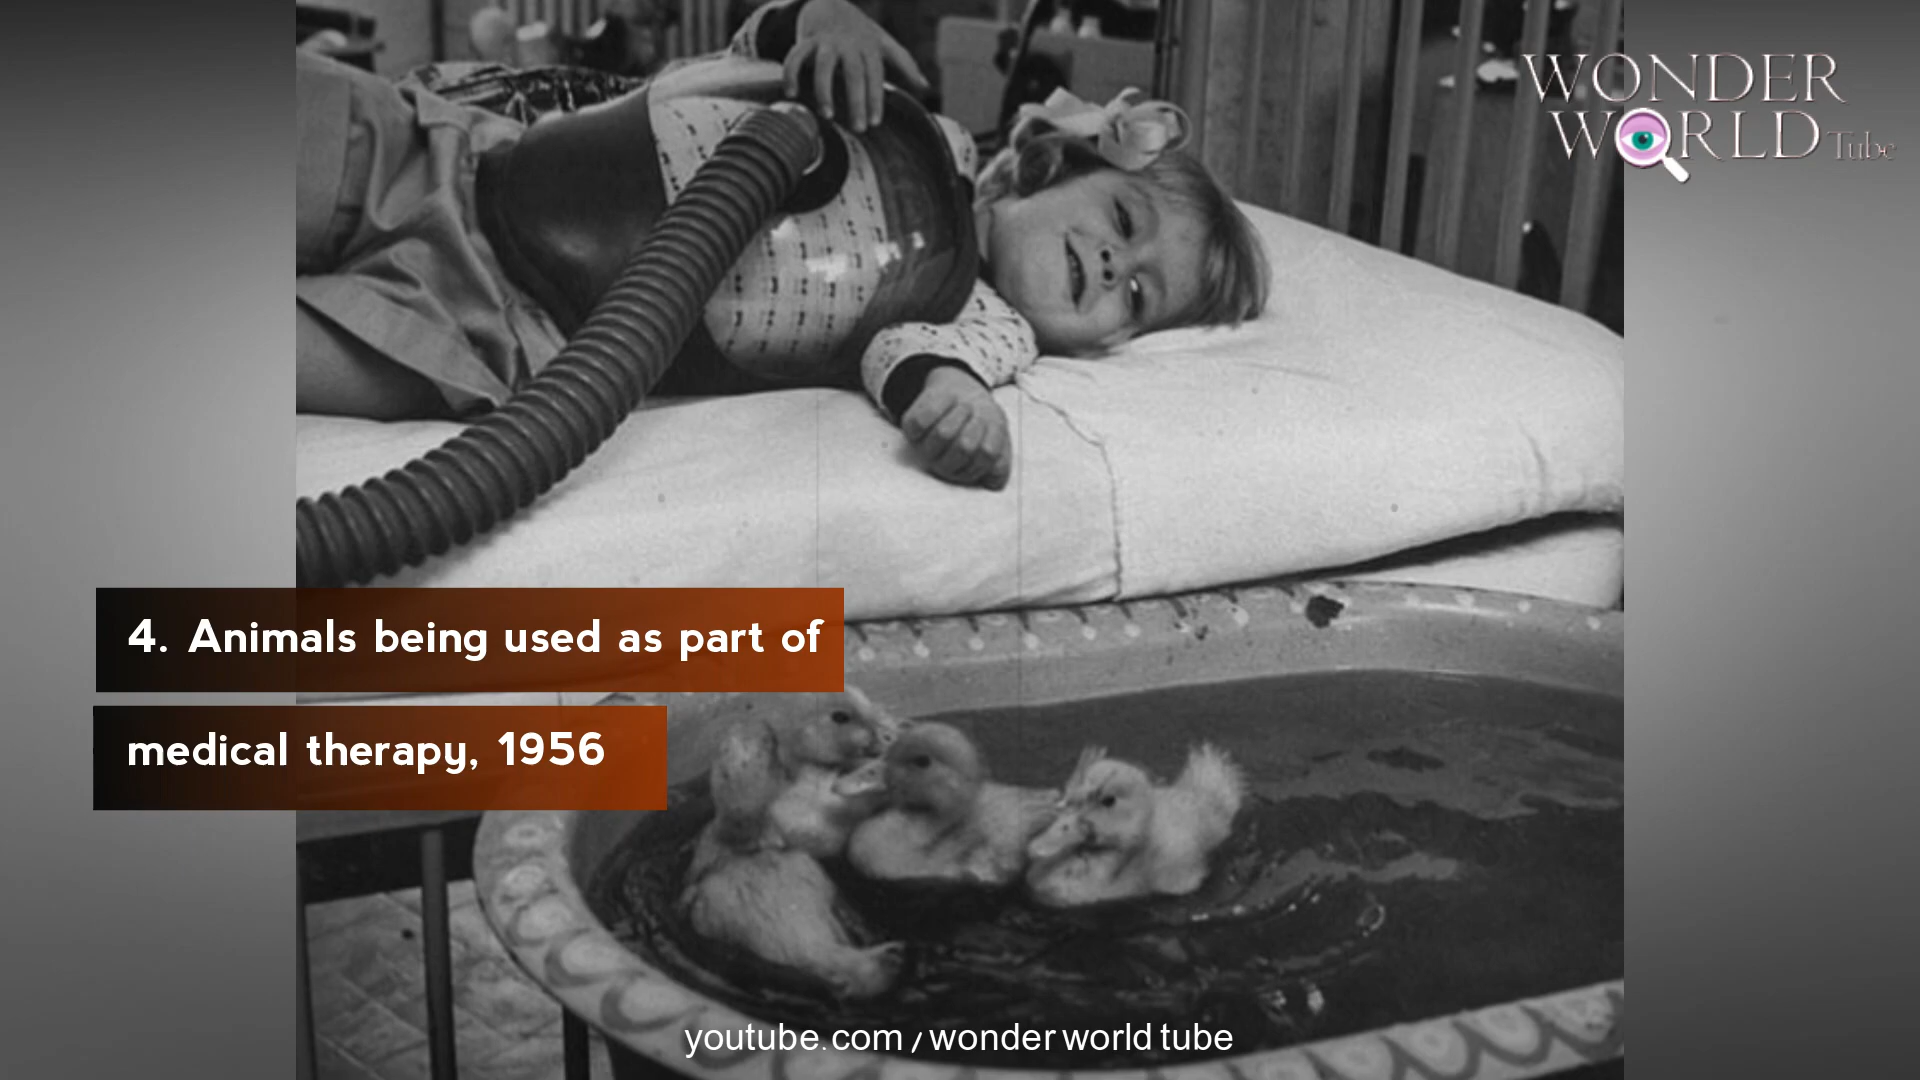 WONDER
WORLD Tube
4. Animals being used as part of
medical therapy, 1956
youtube.com/wonder world tube